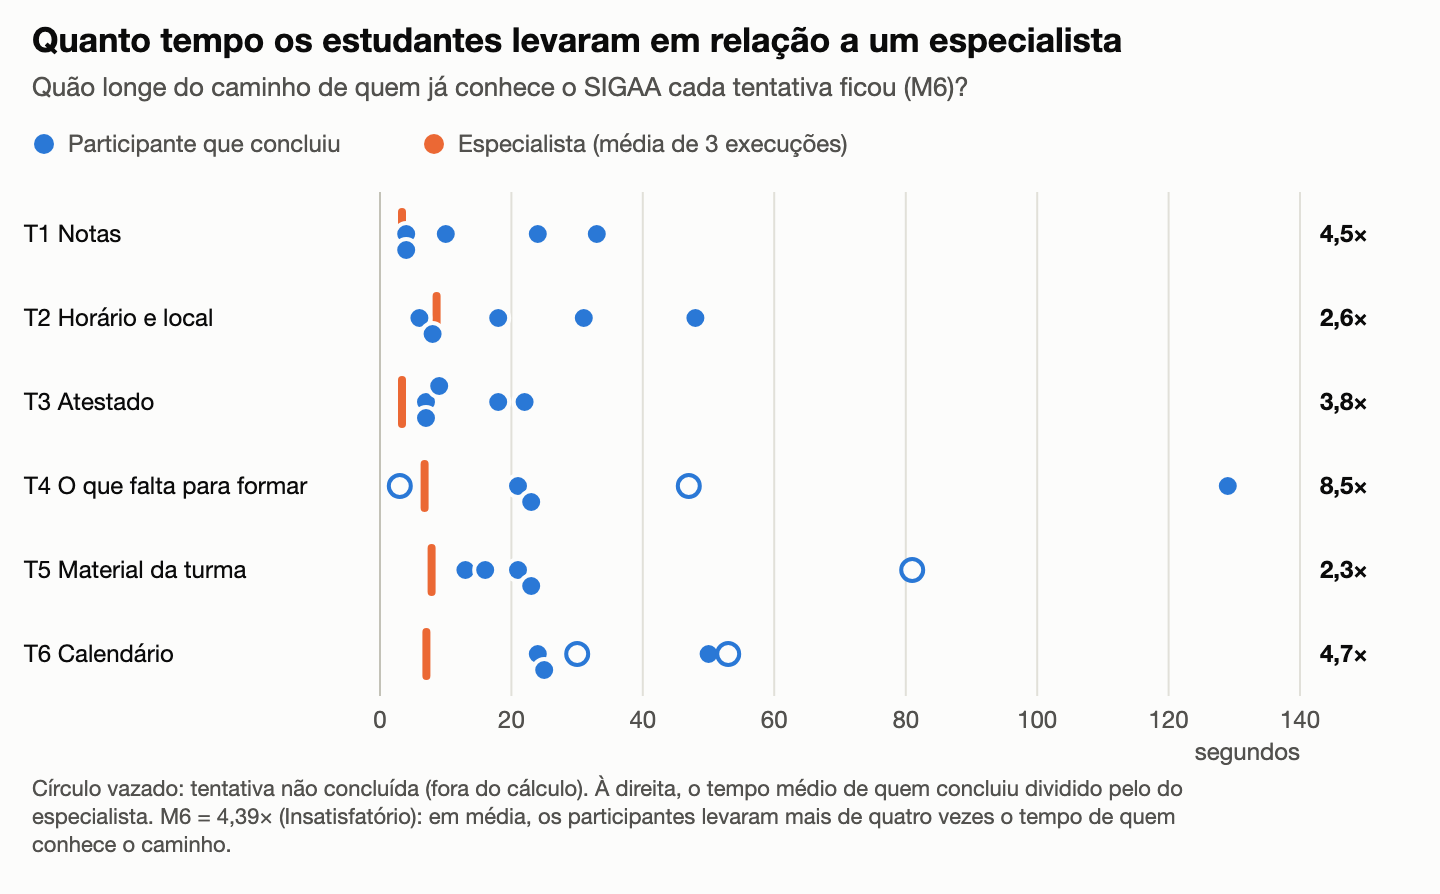 Quanto tempo os estudantes levaram em relação a um especialista
Quão longe do caminho de quem já conhece o SIGAA cada tentativa ficou (M6)?
Participante que concluiu
Especialista (média de 3 execuções)
T1 Notas
4,5×
T2 Horário e local
2,6×
T3 Atestado
3,8×
T4 O que falta para formar
8,5×
T5 Material da turma
2,3×
T6 Calendário
4,7×
0 20 40 60 80 100 120 140
segundos
Círculo vazado: tentativa não concluída (fora do cálculo). À direita, o tempo médio de quem concluiu dividido pelo do
especialista. M6 = 4,39× (Insatisfatório): em média, os participantes levaram mais de quatro vezes o tempo de quem
conhece o caminho.